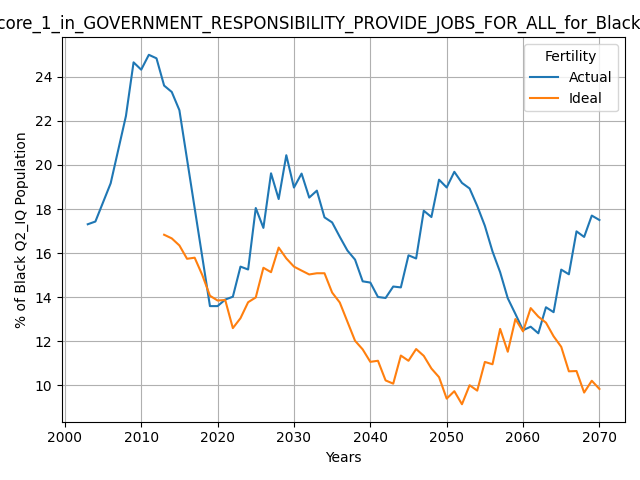 core_1_in_GOVERNMENT_RESPONSIBILITY_PROVIDE_JOBS_FOR_ALL_for_Black
Fertility
Actual
Ideal
% of Black Q2_IQ Population
24
22
20
18
16
14
12
10
2000 2010 2020 2030 2040 2050 2060 2070
Years